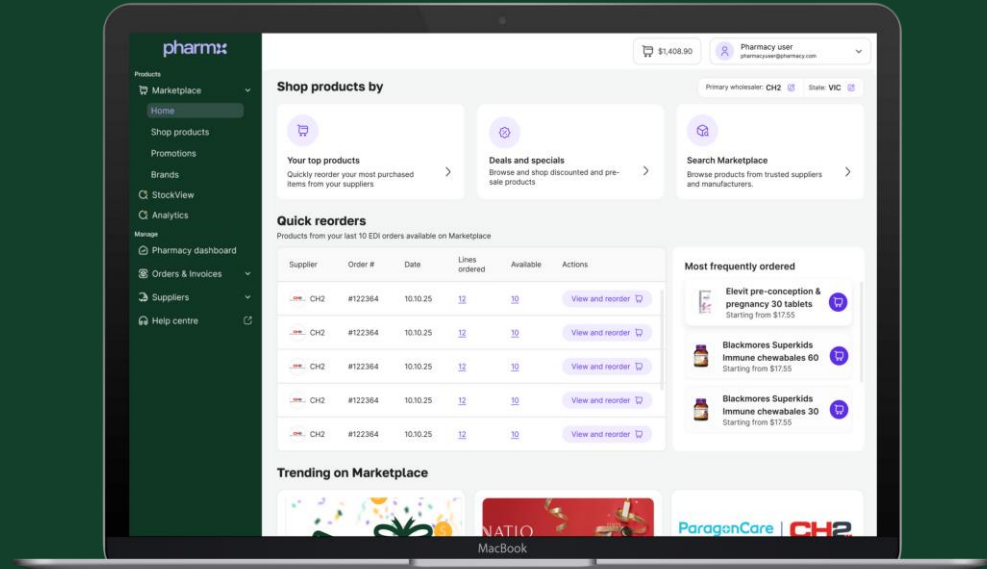 pharmx
$1,408.90
Pharmacy user
pharmacyuser@pharmacy.com
Products
Marketplace
Home
Shop products
Promotions
Brands
StockView
Analytics
Manage
Pharmacy dashboard
Orders & Invoices
Suppliers
Help centre
Shop products by
Primary wholesaler: CH2
State: VIC
Your top products
Quickly reorder your most purchased
items from your suppliers
Deals and specials
Browse and shop discounted and pre-
sale products
Search Marketplace
Browse products from trusted suppliers
and manufacturers.
Quick reorders
Products from your last 10 EDI orders available on Marketplace
Supplier Order # Date Lines ordered Available Actions
CH2 #122364 10.10.25 12 10 View and reorder
CH2 #122364 10.10.25 12 10 View and reorder
CH2 #122364 10.10.25 12 10 View and reorder
CH2 #122364 10.10.25 12 10 View and reorder
CH2 #122364 10.10.25 12 10 View and reorder
Most frequently ordered
Elevit pre-conception &
pregnancy 30 tablets
Starting from $17.55
Blackmores Superkids
Immune chewabales 60
Starting from $17.55
Blackmores Superkids
Immune chewabales 30
Starting from $17.55
Trending on Marketplace
NATIO
ParagonCare CH2
MacBook